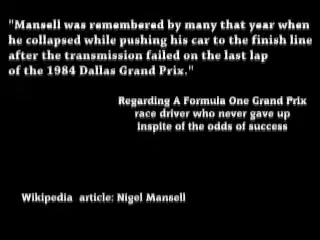 "Mansell was remembered by many that year when
he collapsed while pushing his car to the finish line
after the transmission failed on the last lap
of the 1984 Dallas Grand Prix."
Regarding A Formula One Grand Prix
race driver who never gave up
inspite of the odds of success
Wikipedia article: Nigel Mansell